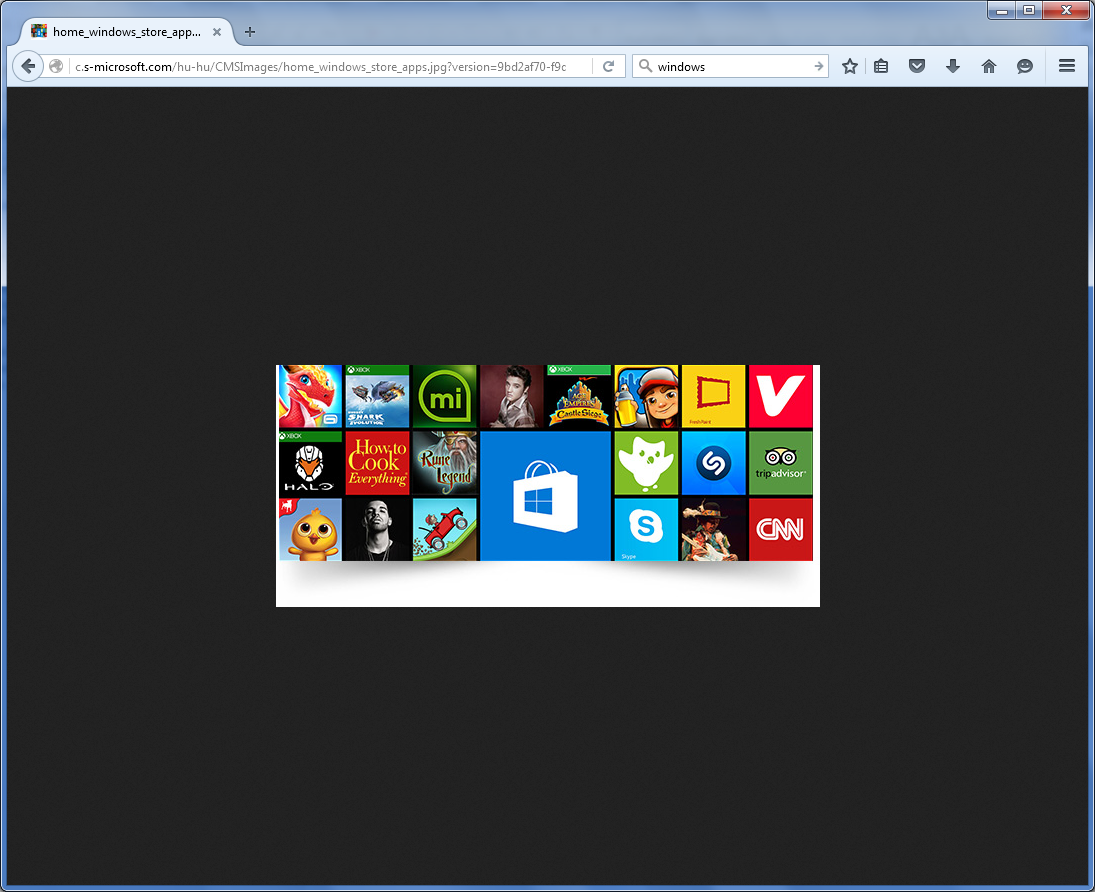 home_windows_store_app...
c.s-microsoft.com/hu-hu/CMSImages/home_windows_store_apps.jpg?version=9bd2af70-f9c
windows
XBOX
SHARK
EVOLUTION
mi
XBOX
AGE
OF
EMPIRES
Castle Siege
Fresh Paint
V
XBOX
HALO
How to
Cook
Everything
Rune
Legend
tripadvisor
S
Skype
CNN